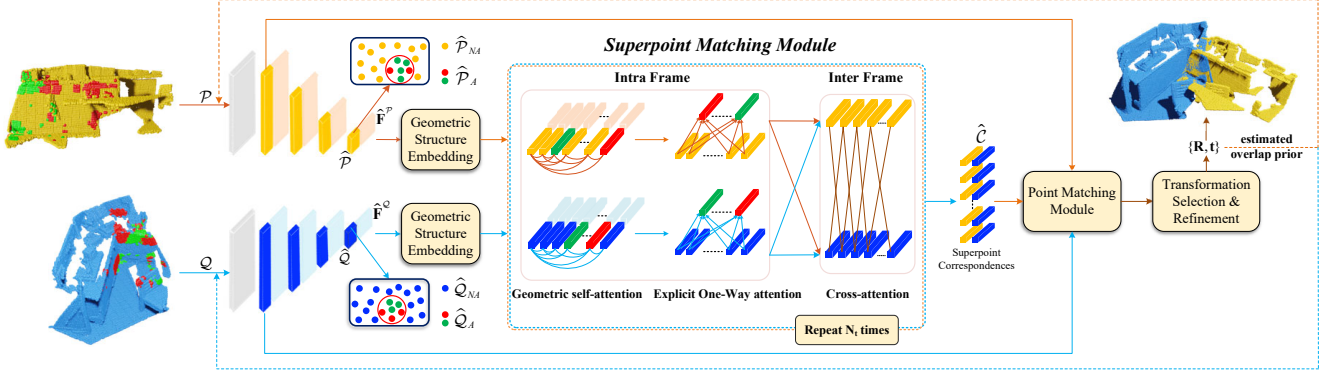 Superpoint Matching Module
Intra Frame
Inter Frame
𝒫
P̂_NA
P̂_A
F̂^𝒫
P̂
Geometric
Structure
Embedding
Ĉ
Superpoint
Correspondences
Point Matching
Module
{R, t}
estimated
overlap prior
Transformation
Selection &
Refinement
𝒬
F̂^𝒬
Q̂
Geometric
Structure
Embedding
Q̂_NA
Q̂_A
Geometric self-attention
Explicit One-Way attention
Cross-attention
Repeat N_t times